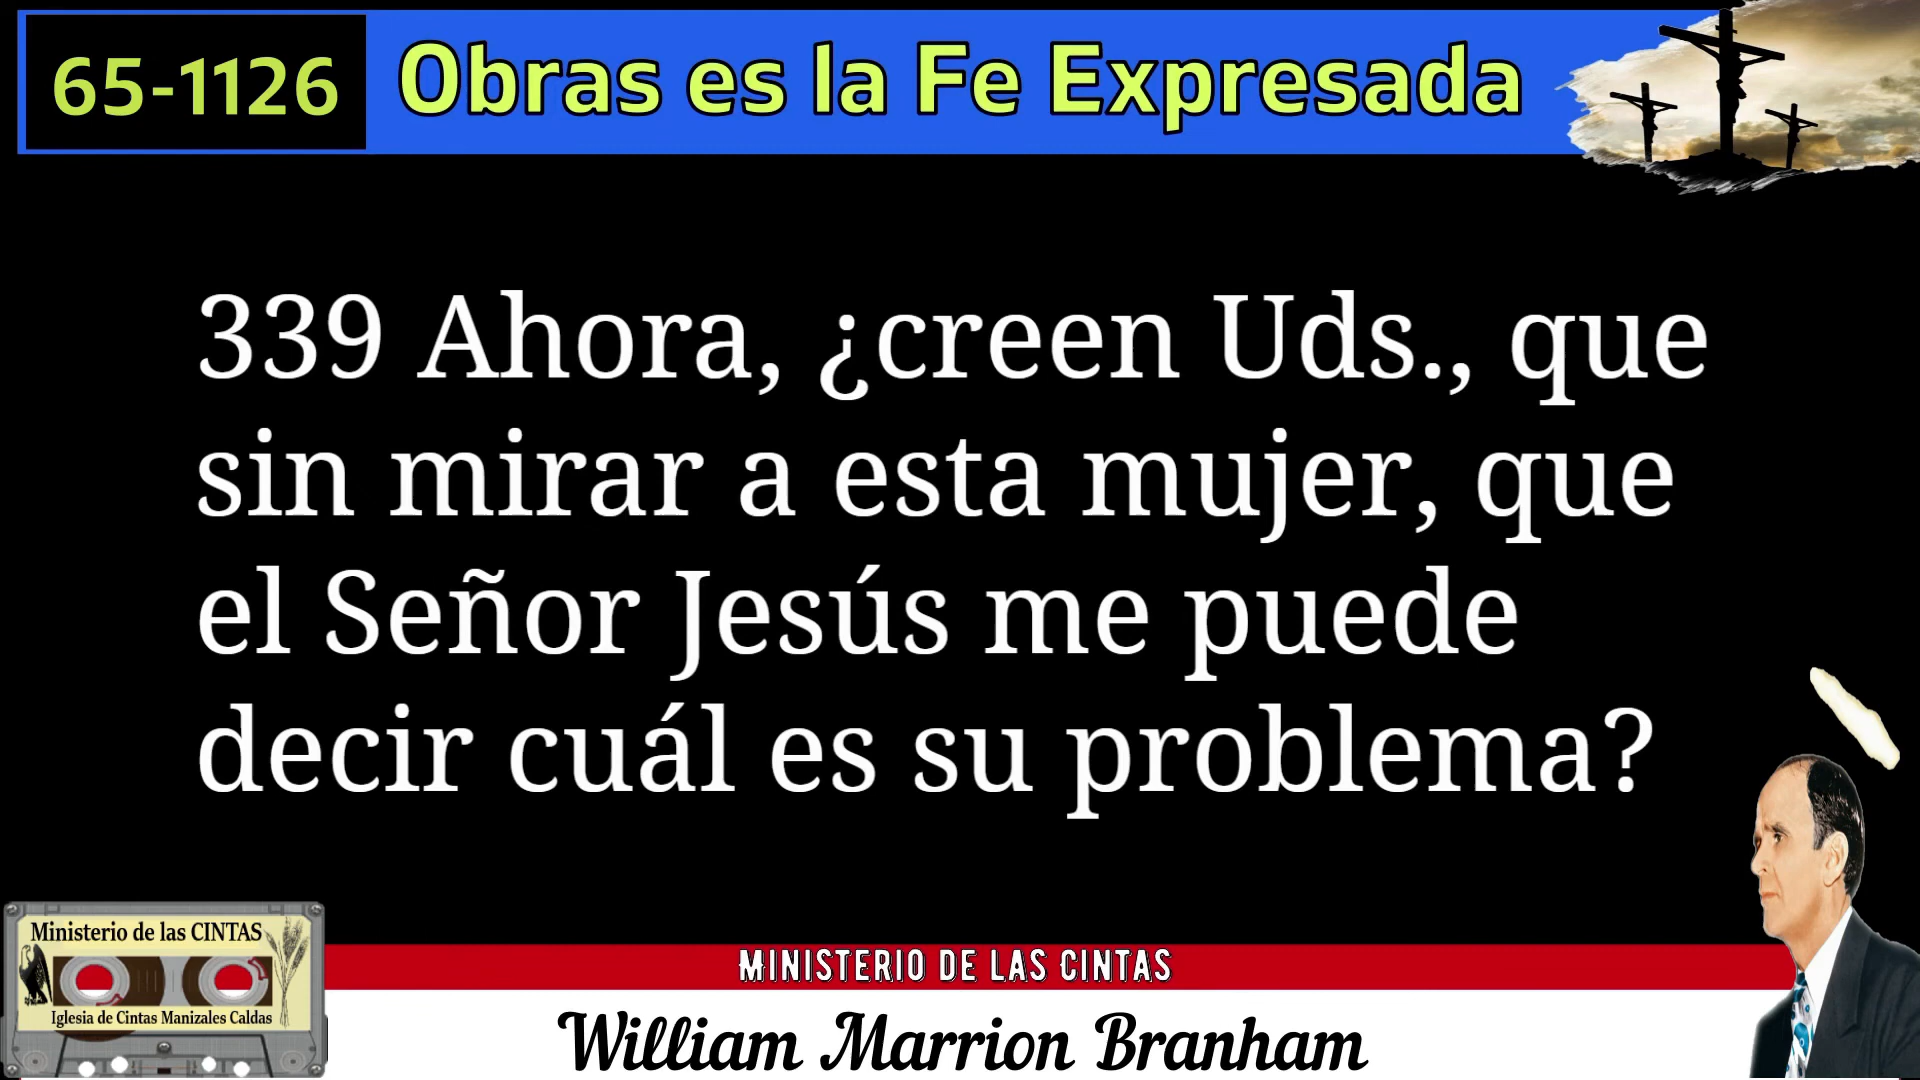 65-1126
Obras es la Fe Expresada
339 Ahora, ¿creen Uds., que
sin mirar a esta mujer, que
el Señor Jesús me puede
decir cuál es su problema?
Ministerio de las CINTAS
Iglesia de Cintas Manizales Caldas
MINISTERIO DE LAS CINTAS
William Marrion Branham